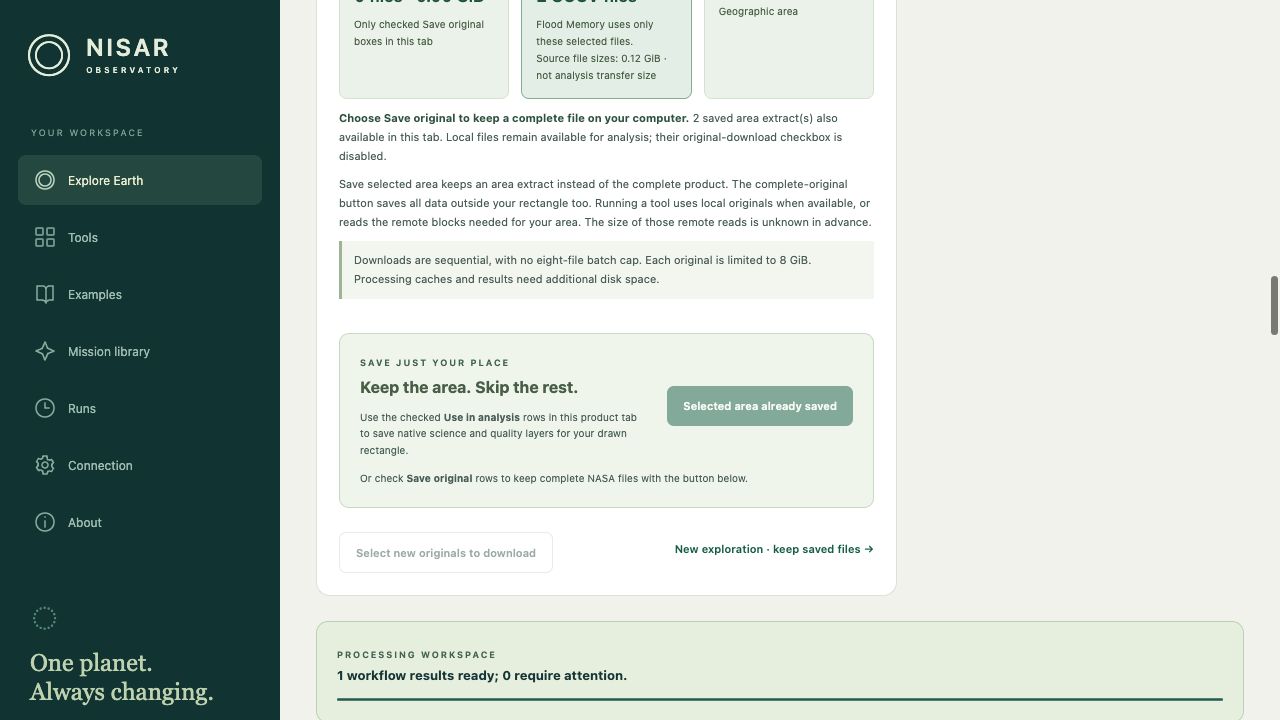 NISAR
OBSERVATORY
YOUR WORKSPACE
Explore Earth
Tools
Examples
Mission library
Runs
Connection
About
One planet.
Always changing.
Only checked Save original
boxes in this tab
Flood Memory uses only
these selected files.
Source file sizes: 0.12 GiB ·
not analysis transfer size
Geographic area
Choose Save original to keep a complete file on your computer. 2 saved area extract(s) also
available in this tab. Local files remain available for analysis; their original-download checkbox is
disabled.
Save selected area keeps an area extract instead of the complete product. The complete-original
button saves all data outside your rectangle too. Running a tool uses local originals when available, or
reads the remote blocks needed for your area. The size of those remote reads is unknown in advance.
Downloads are sequential, with no eight-file batch cap. Each original is limited to 8 GiB.
Processing caches and results need additional disk space.
SAVE JUST YOUR PLACE
Keep the area. Skip the rest.
Use the checked Use in analysis rows in this product tab
to save native science and quality layers for your drawn
rectangle.
Selected area already saved
Or check Save original rows to keep complete NASA files with the button below.
Select new originals to download
New exploration · keep saved files →
PROCESSING WORKSPACE
1 workflow results ready; 0 require attention.